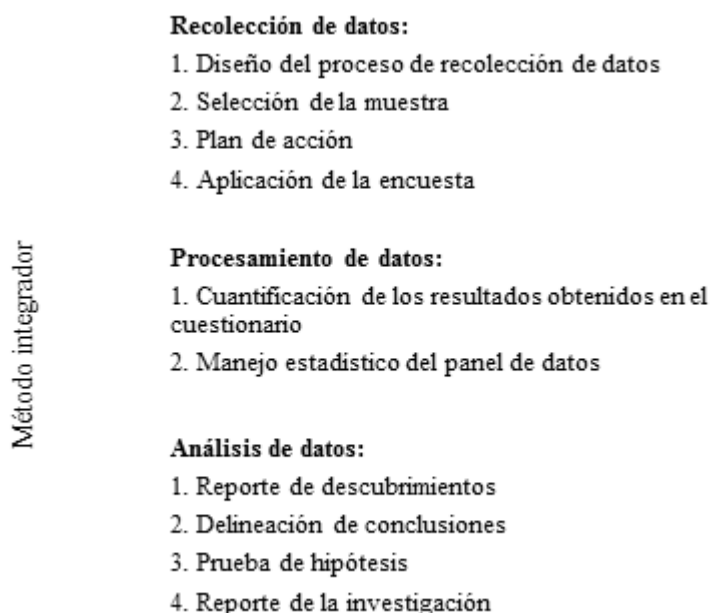 Método integrador
Recolección de datos:
1. Diseño del proceso de recolección de datos
2. Selección de la muestra
3. Plan de acción
4. Aplicación de la encuesta
Procesamiento de datos:
1. Cuantificación de los resultados obtenidos en el
cuestionario
2. Manejo estadístico del panel de datos
Análisis de datos:
1. Reporte de descubrimientos
2. Delineación de conclusiones
3. Prueba de hipótesis
4. Reporte de la investigación